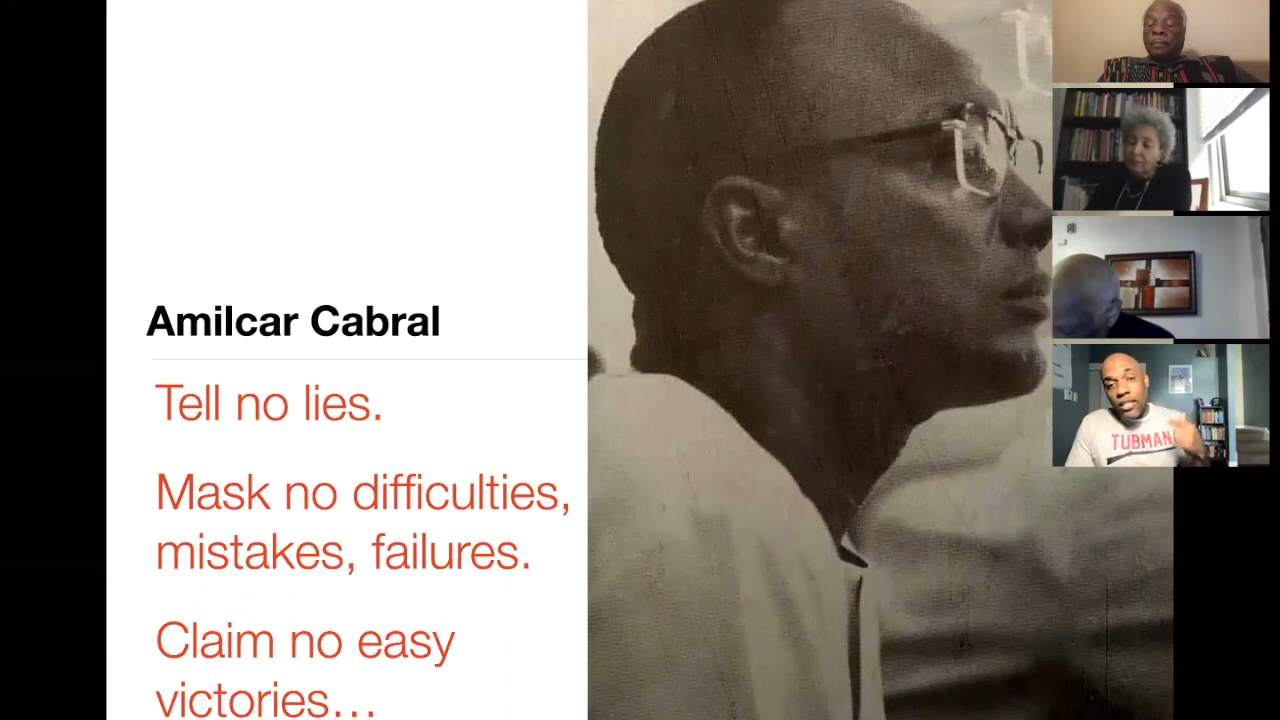 Amilcar Cabral
Tell no lies.
Mask no difficulties,
mistakes, failures.
Claim no easy
victories…
TUBMAN